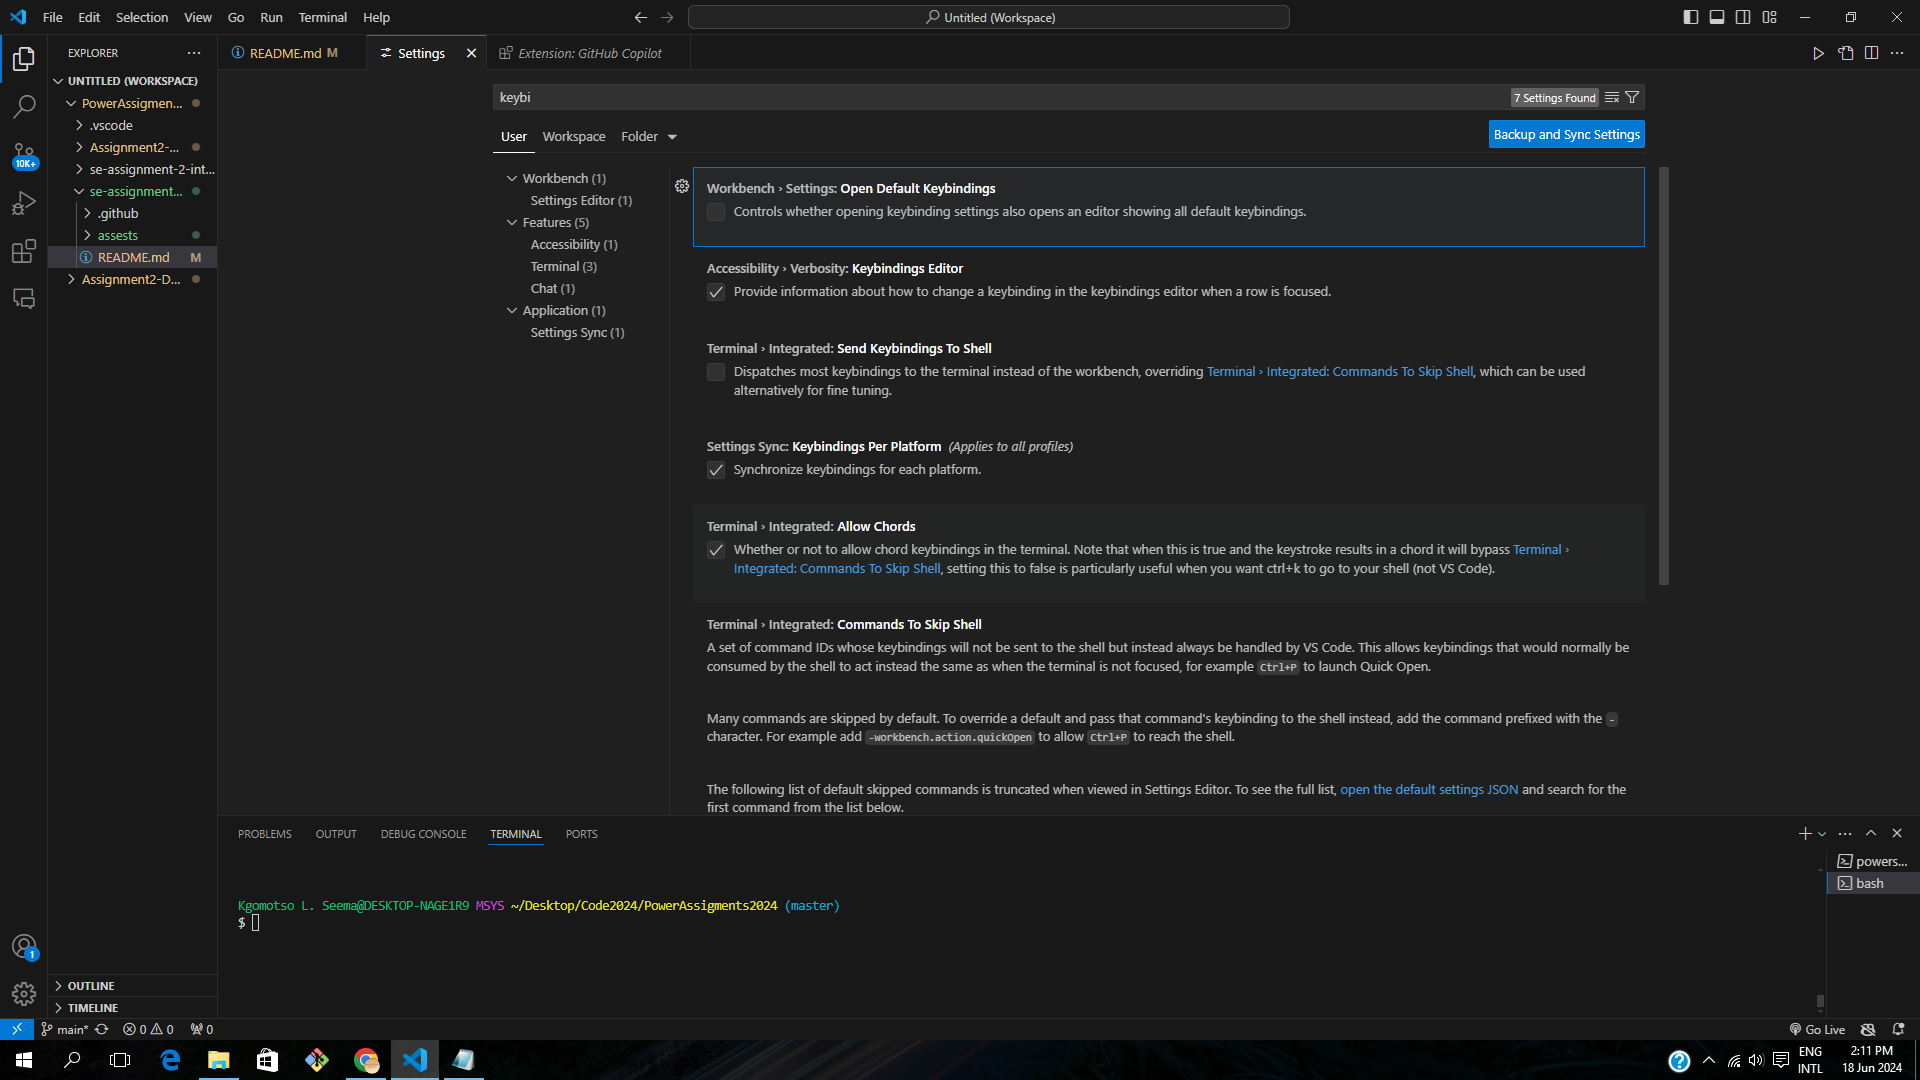 File Edit Selection View Go Run Terminal Help
Untitled (Workspace)
EXPLORER
UNTITLED (WORKSPACE)
PowerAssigmen...
.vscode
Assignment2-...
se-assignment-2-int...
se-assignment...
.github
assests
README.md M
Assignment2-D...
OUTLINE
TIMELINE
10K+
1
README.md M
Settings
Extension: GitHub Copilot
keybi
7 Settings Found
User Workspace Folder
Backup and Sync Settings
Workbench (1)
Settings Editor (1)
Features (5)
Accessibility (1)
Terminal (3)
Chat (1)
Application (1)
Settings Sync (1)
Workbench › Settings: Open Default Keybindings
Controls whether opening keybinding settings also opens an editor showing all default keybindings.
Accessibility › Verbosity: Keybindings Editor
Provide information about how to change a keybinding in the keybindings editor when a row is focused.
Terminal › Integrated: Send Keybindings To Shell
Dispatches most keybindings to the terminal instead of the workbench, overriding Terminal › Integrated: Commands To Skip Shell, which can be used
alternatively for fine tuning.
Settings Sync: Keybindings Per Platform (Applies to all profiles)
Synchronize keybindings for each platform.
Terminal › Integrated: Allow Chords
Whether or not to allow chord keybindings in the terminal. Note that when this is true and the keystroke results in a chord it will bypass Terminal ›
Integrated: Commands To Skip Shell, setting this to false is particularly useful when you want ctrl+k to go to your shell (not VS Code).
Terminal › Integrated: Commands To Skip Shell
A set of command IDs whose keybindings will not be sent to the shell but instead always be handled by VS Code. This allows keybindings that would normally be
consumed by the shell to act instead the same as when the terminal is not focused, for example Ctrl+P to launch Quick Open.
Many commands are skipped by default. To override a default and pass that command's keybinding to the shell instead, add the command prefixed with the -
character. For example add -workbench.action.quickOpen to allow Ctrl+P to reach the shell.
The following list of default skipped commands is truncated when viewed in Settings Editor. To see the full list, open the default settings JSON and search for the
first command from the list below.
PROBLEMS OUTPUT DEBUG CONSOLE TERMINAL PORTS
powers...
bash
Kgomotso L. Seema@DESKTOP-NAGE1R9 MSYS ~/Desktop/Code2024/PowerAssigments2024 (master)
$
main* 0 0 0
Go Live
ENG
INTL
2:11 PM
18 Jun 2024